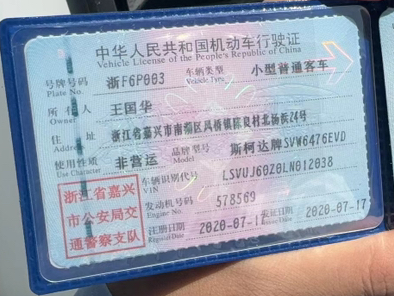 中华人民共和国机动车行驶证
Vehicle License of the People's Republic of China
号牌号码 浙F6P003 车辆类型 小型普通客车
Plate No. Vehicle Type
所有人 王国华
Owner
住址 浙江省嘉兴市南湖区凤桥镇陈良村北杨板24号
Address
使用性质 非营运 品牌型号 斯柯达牌SVW6476EVD
Use Character Model
浙江省嘉兴
市公安局交
通警察支队
车辆识别代号 LSVUJ60Z0LN012038
VIN
发动机号码 578569
Engine No.
注册日期 2020-07-1 发证日期 2020-07-17
Register Date Issue Date